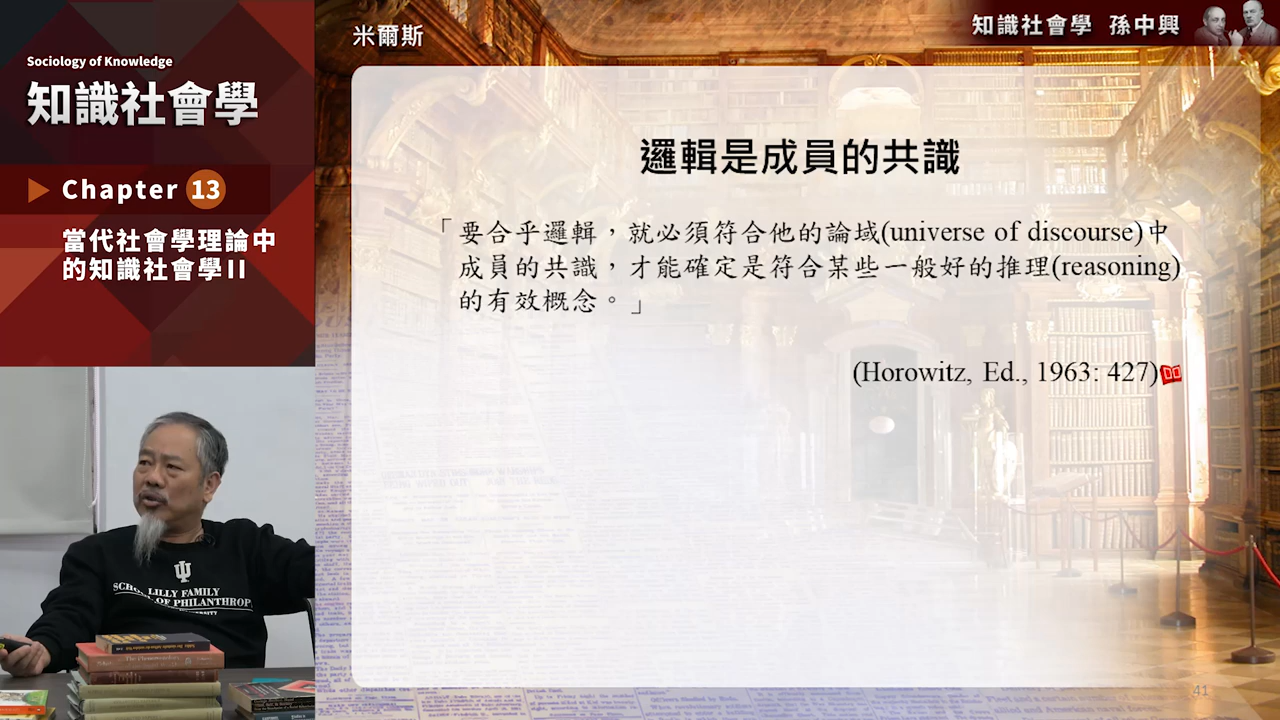 Sociology of Knowledge
知識社會學
Chapter 13
當代社會學理論中
的知識社會學II
米爾斯
知識社會學 孫中興
邏輯是成員的共識
「要合乎邏輯，就必須符合他的論域(universe of discourse)中
成員的共識，才能確定是符合某些一般好的推理(reasoning)
的有效概念。」
(Horowitz, Ed., 1963: 427)
LILLY FAMILY
OF PHILANTHROP
41